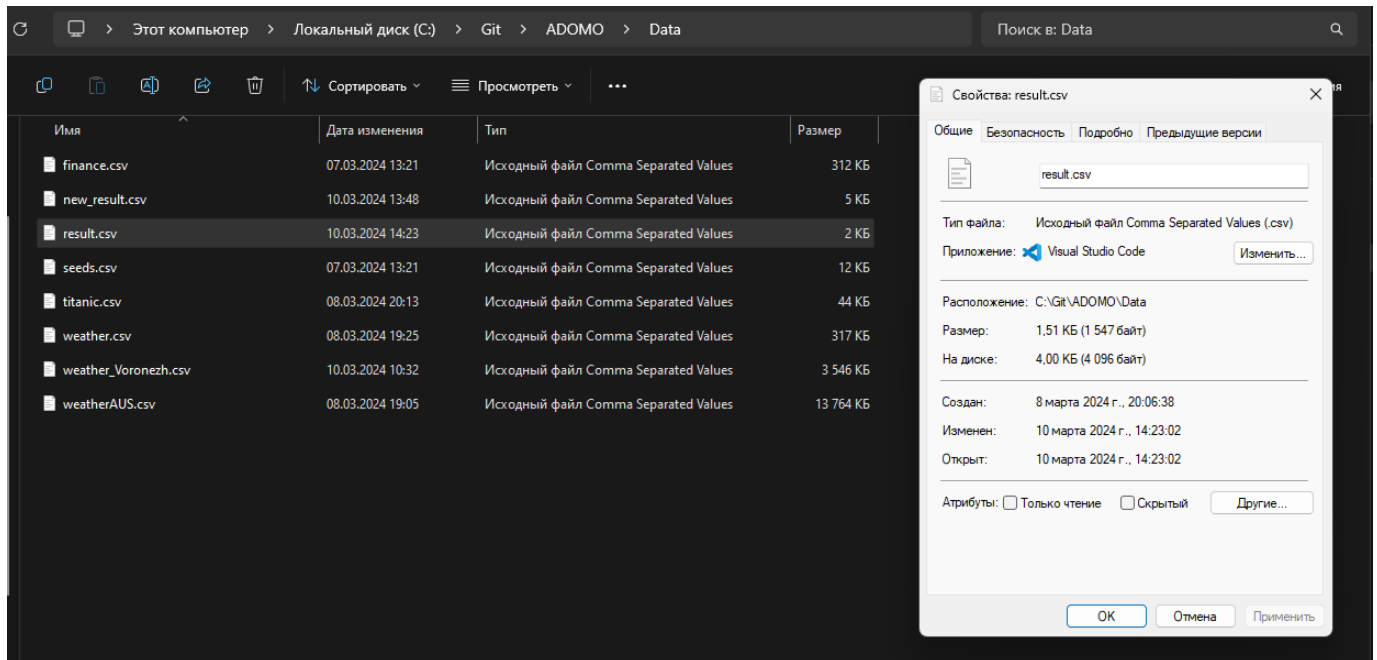 Этот компьютер > Локальный диск (C:) > Git > ADOMO > Data
Поиск в: Data
Сортировать
Просмотреть
•••
Имя Дата изменения Тип Размер
finance.csv 07.03.2024 13:21 Исходный файл Comma Separated Values 312 КБ
new_result.csv 10.03.2024 13:48 Исходный файл Comma Separated Values 5 КБ
result.csv 10.03.2024 14:23 Исходный файл Comma Separated Values 2 КБ
seeds.csv 07.03.2024 13:21 Исходный файл Comma Separated Values 12 КБ
titanic.csv 08.03.2024 20:13 Исходный файл Comma Separated Values 44 КБ
weather.csv 08.03.2024 19:25 Исходный файл Comma Separated Values 317 КБ
weather_Voronezh.csv 10.03.2024 10:32 Исходный файл Comma Separated Values 3 546 КБ
weatherAUS.csv 08.03.2024 19:05 Исходный файл Comma Separated Values 13 764 КБ
Свойства: result.csv
Общие Безопасность Подробно Предыдущие версии
result.csv
Тип файла: Исходный файл Comma Separated Values (.csv)
Приложение: Visual Studio Code Изменить...
Расположение: C:\Git\ADOMO\Data
Размер: 1,51 КБ (1 547 байт)
На диске: 4,00 КБ (4 096 байт)
Создан: 8 марта 2024 г., 20:06:38
Изменен: 10 марта 2024 г., 14:23:02
Открыт: 10 марта 2024 г., 14:23:02
Атрибуты: Только чтение Скрытый Другие...
ОК Отмена Применить